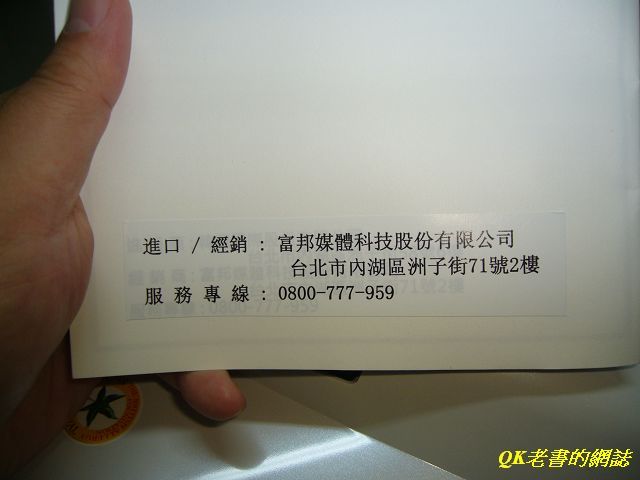 進口 / 經銷 : 富邦媒體科技股份有限公司
台北市內湖區洲子街71號2樓
服 務 專 線 : 0800-777-959
QK老書的網誌